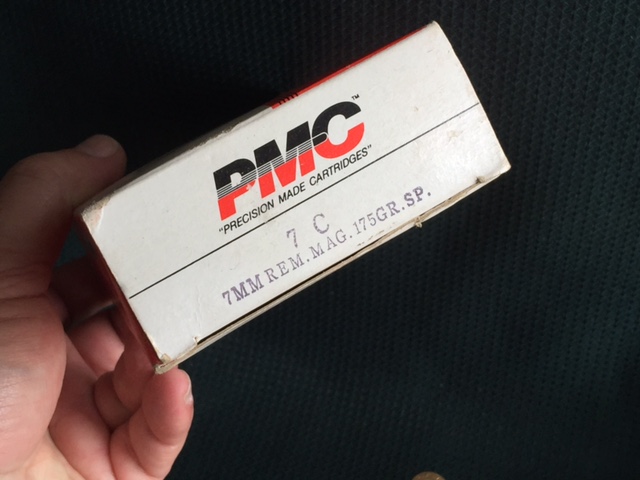 PMC™
"PRECISION MADE CARTRIDGES"
7 C
7MM REM. MAG. 175GR. SP.